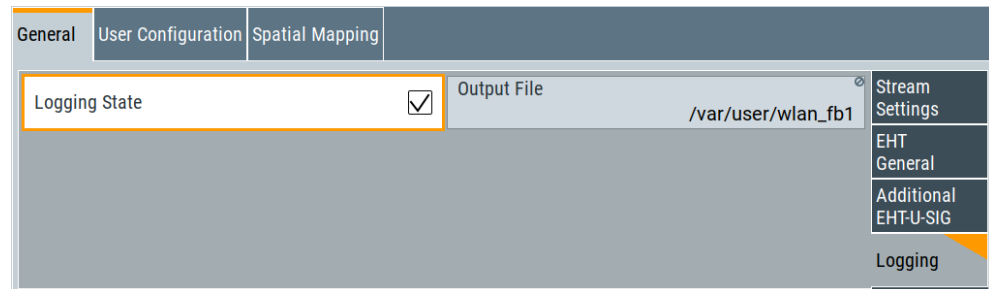 General
User Configuration
Spatial Mapping
Logging State
Output File
/var/user/wlan_fb1
Stream
Settings
EHT
General
Additional
EHT-U-SIG
Logging